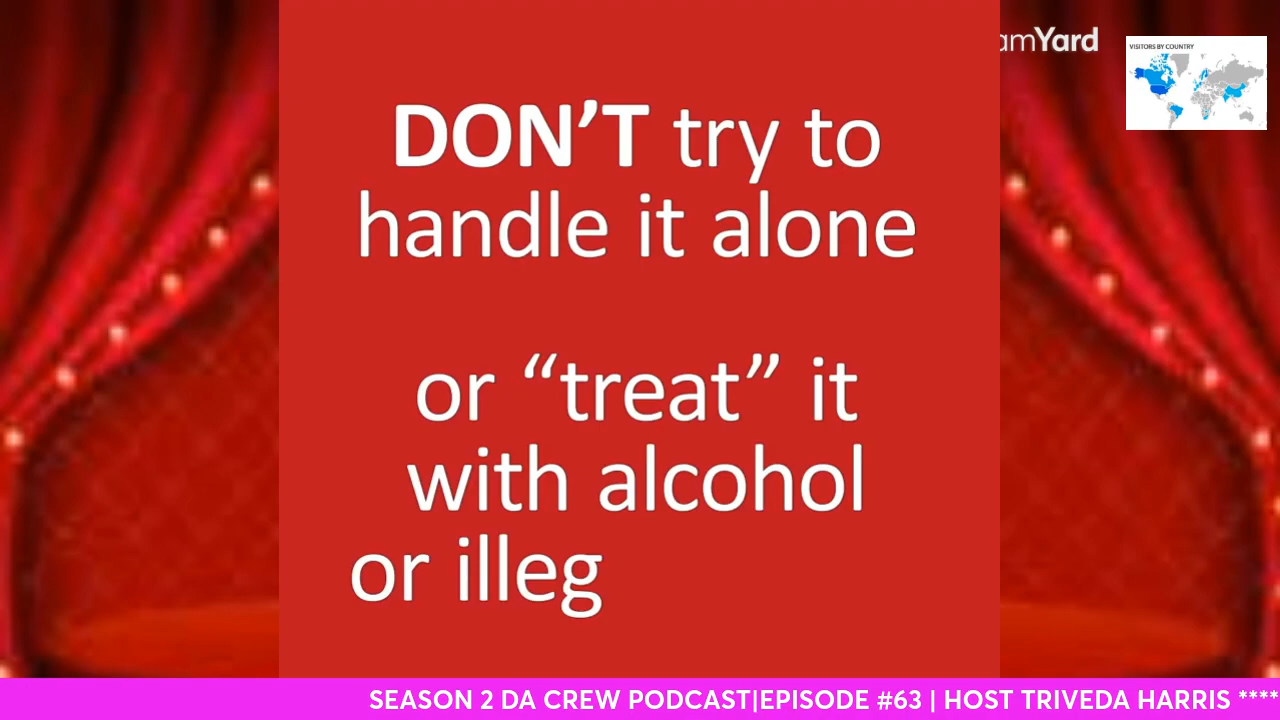 amYard
VISITORS BY COUNTRY
DON’T try to
handle it alone
or “treat” it
with alcohol
or illeg
SEASON 2 DA CREW PODCAST|EPISODE #63 | HOST TRIVEDA HARRIS ****